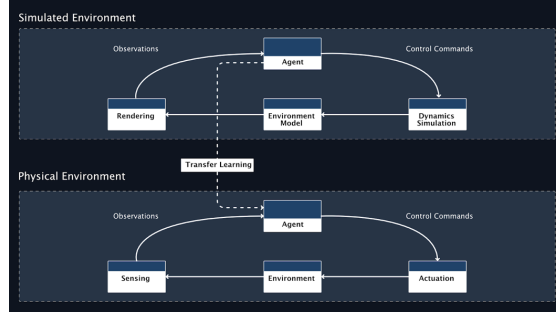 Simulated Environment
Observations
Agent
Control Commands
Rendering
Environment
Model
Dynamics
Simulation
Transfer Learning
Physical Environment
Observations
Agent
Control Commands
Sensing
Environment
Actuation